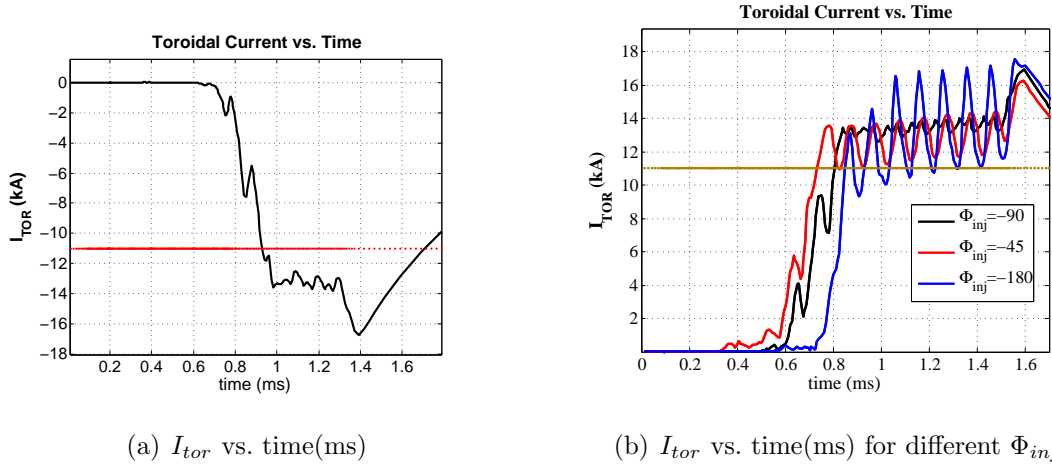 Toroidal Current vs. Time
0
−2
−4
−6
−8
−10
−12
−14
−16
−18
I_TOR (kA)
0.2 0.4 0.6 0.8 1 1.2 1.4 1.6
time (ms)
(a) I_tor vs. time(ms)
Toroidal Current vs. Time
18
16
14
12
10
8
6
4
2
I_TOR (kA)
Φ_inj=−90
Φ_inj=−45
Φ_inj=−180
0 0.2 0.4 0.6 0.8 1 1.2 1.4 1.6
time (ms)
(b) I_tor vs. time(ms) for different Φ_in